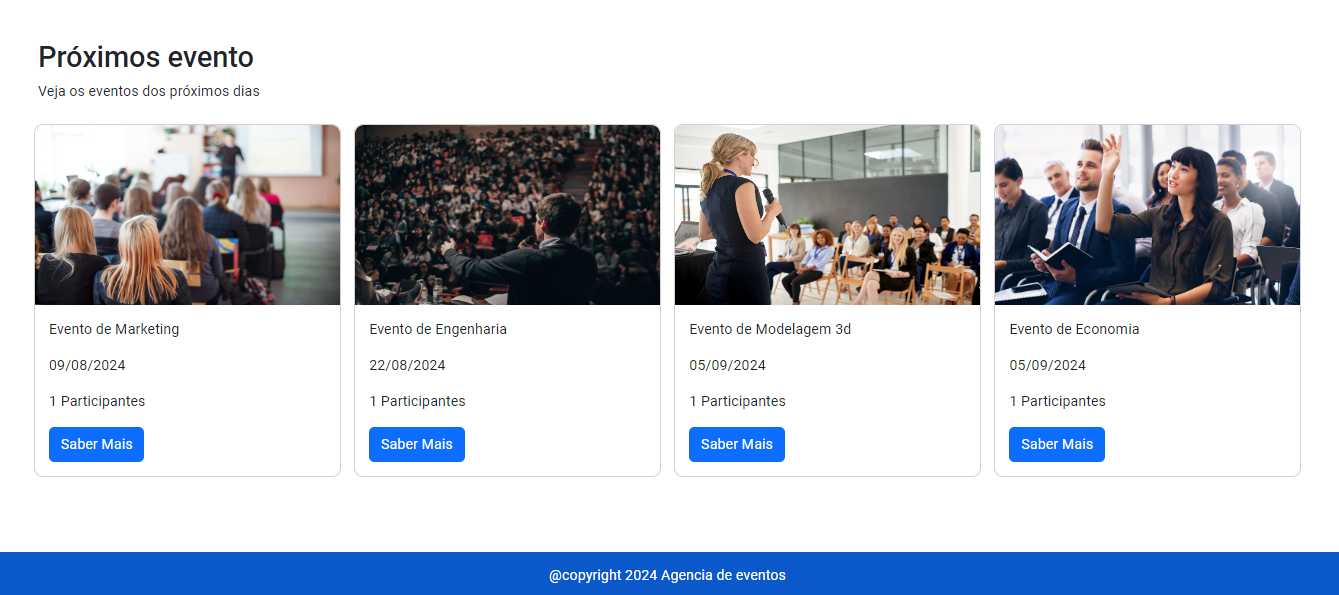 Próximos evento
Veja os eventos dos próximos dias
Evento de Marketing
09/08/2024
1 Participantes
Saber Mais
Evento de Engenharia
22/08/2024
1 Participantes
Saber Mais
Evento de Modelagem 3d
05/09/2024
1 Participantes
Saber Mais
Evento de Economia
05/09/2024
1 Participantes
Saber Mais
@copyright 2024 Agencia de eventos